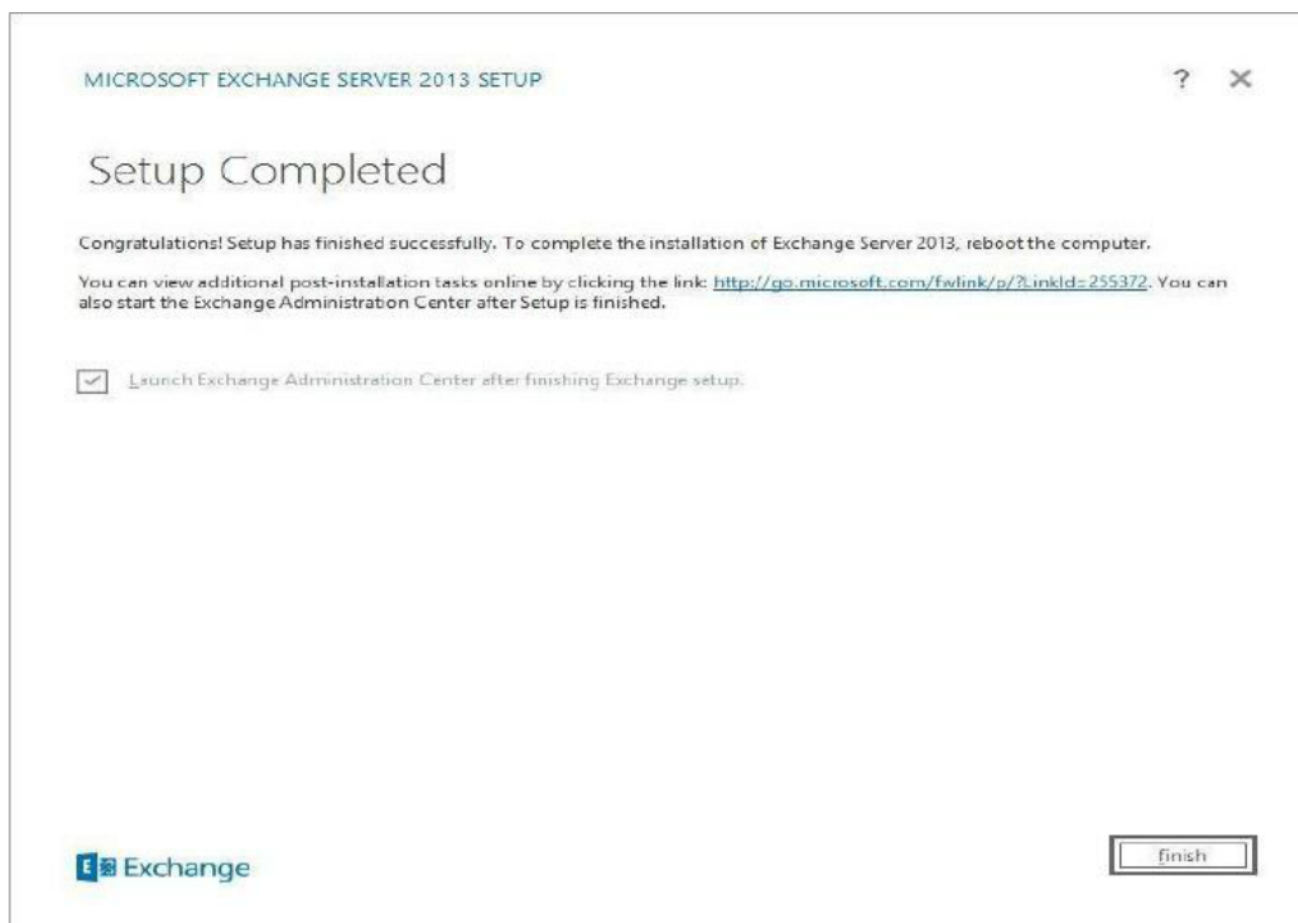 MICROSOFT EXCHANGE SERVER 2013 SETUP
? ✕
Setup Completed
Congratulations! Setup has finished successfully. To complete the installation of Exchange Server 2013, reboot the computer.
You can view additional post-installation tasks online by clicking the link: http://go.microsoft.com/fwlink/p/?LinkId=255372. You can
also start the Exchange Administration Center after Setup is finished.
Launch Exchange Administration Center after finishing Exchange setup.
E Exchange
finish